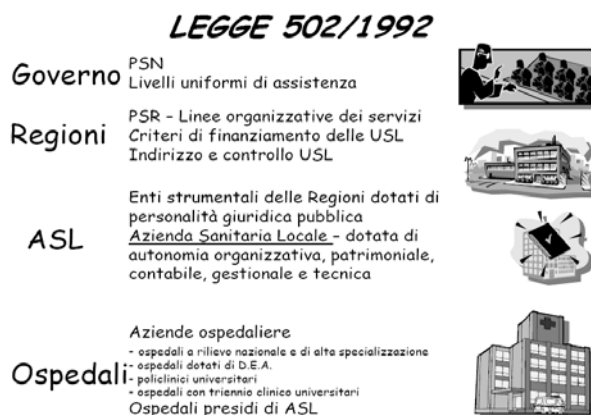 LEGGE 502/1992
Governo
PSN
Livelli uniformi di assistenza
Regioni
PSR – Linee organizzative dei servizi
Criteri di finanziamento delle USL
Indirizzo e controllo USL
ASL
Enti strumentali delle Regioni dotati di
personalità giuridica pubblica
Azienda Sanitaria Locale – dotata di
autonomia organizzativa, patrimoniale,
contabile, gestionale e tecnica
Ospedali
Aziende ospedaliere
- ospedali a rilievo nazionale e di alta specializzazione
- ospedali dotati di D.E.A.
- policlinici universitari
- ospedali con triennio clinico universitari
Ospedali presidi di ASL